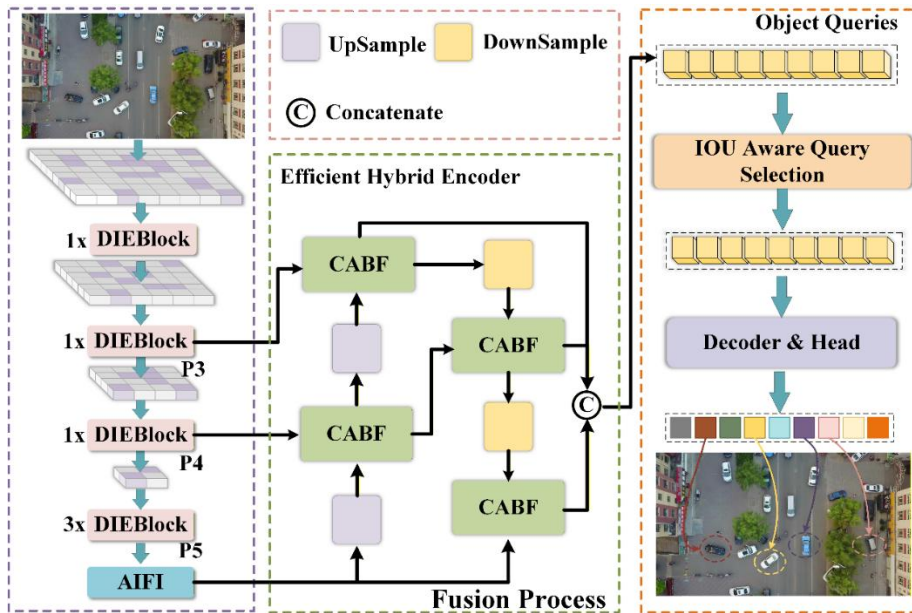 1x DIEBlock
1x DIEBlock
P3
1x DIEBlock
P4
3x DIEBlock
P5
AIFI
UpSample
DownSample
C Concatenate
Efficient Hybrid Encoder
CABF
CABF
CABF
CABF
C
Fusion Process
Object Queries
IOU Aware Query
Selection
Decoder & Head